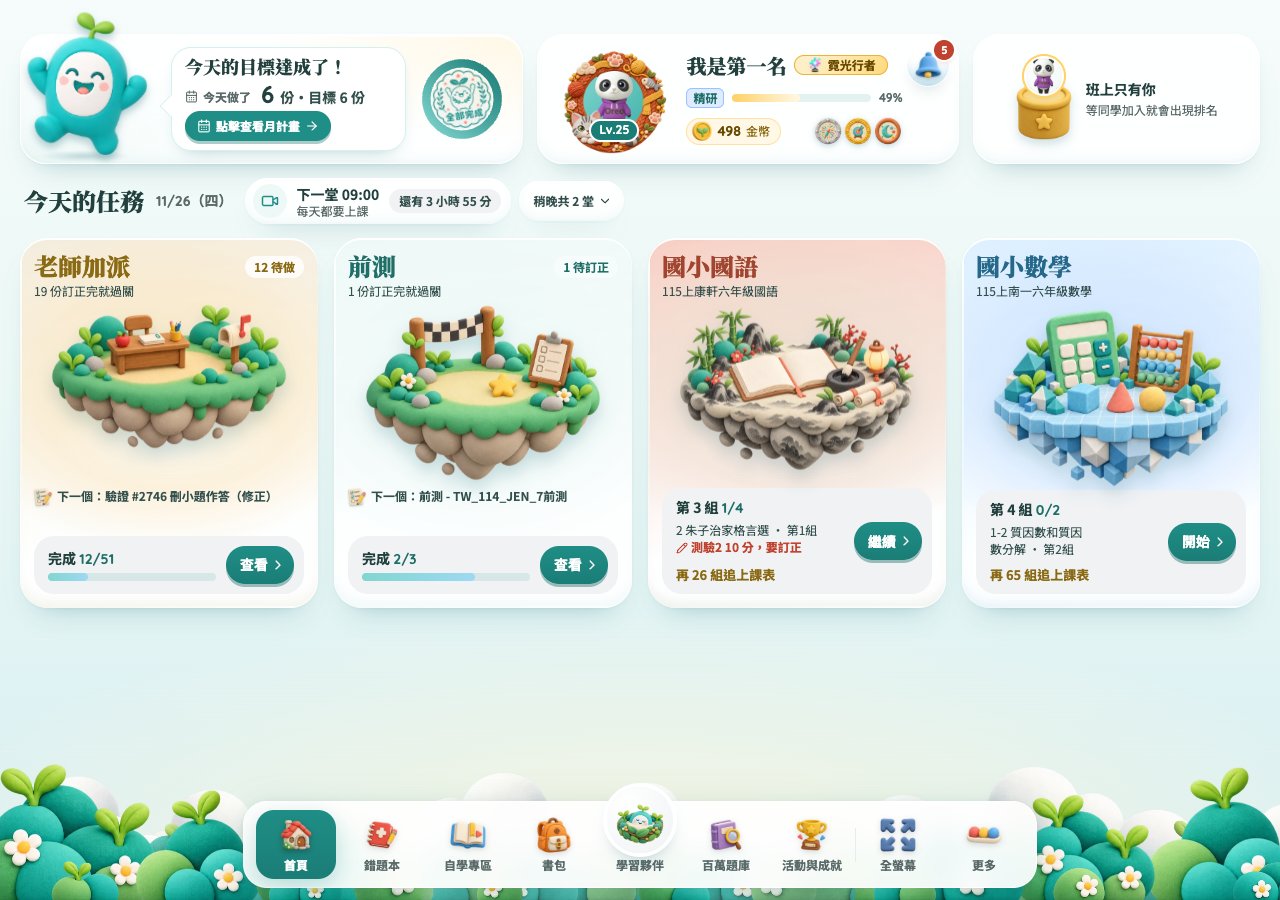 今天的目標達成了！
今天做了 6 份・目標 6 份
點擊查看月計畫
全部完成
Lv.25
我是第一名
霓光行者
精研
49%
498 金幣
5
班上只有你
等同學加入就會出現排名
今天的任務
11/26（四）
下一堂 09:00
每天都要上課
還有 3 小時 55 分
稍晚共 2 堂
老師加派
12 待做
19 份訂正完就過關
下一個：驗證 #2746 刪小題作答（修正）
完成 12/51
查看
前測
1 待訂正
1 份訂正完就過關
下一個：前測 - TW_114_JEN_7前測
完成 2/3
查看
國小國語
115上康軒六年級國語
第 3 組 1/4
2 朱子治家格言選 · 第1組
測驗2 10 分，要訂正
再 26 組追上課表
繼續
國小數學
115上南一六年級數學
第 4 組 0/2
1-2 質因數和質因
數分解 · 第2組
再 65 組追上課表
開始
首頁
錯題本
自學專區
書包
學習夥伴
百萬題庫
活動與成就
全螢幕
更多